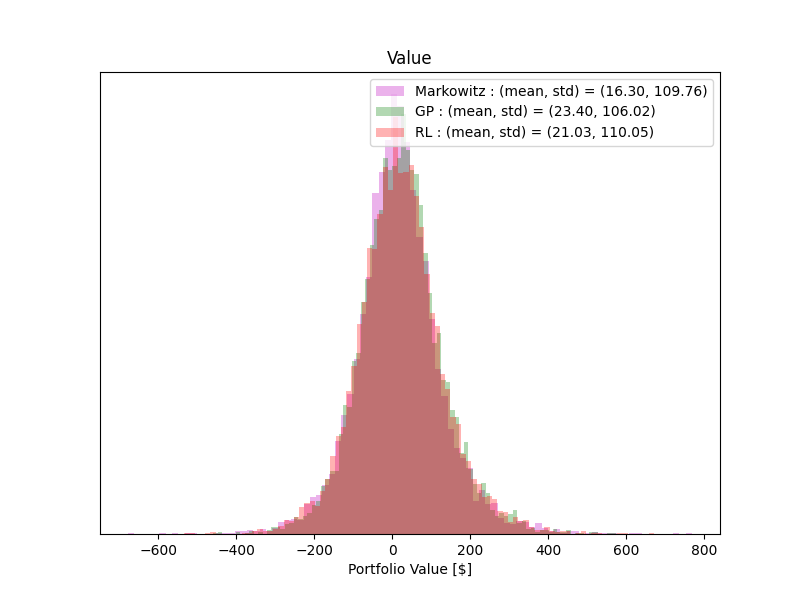 Value
Markowitz : (mean, std) = (16.30, 109.76)
GP : (mean, std) = (23.40, 106.02)
RL : (mean, std) = (21.03, 110.05)
−600 −400 −200 0 200 400 600 800
Portfolio Value [$]